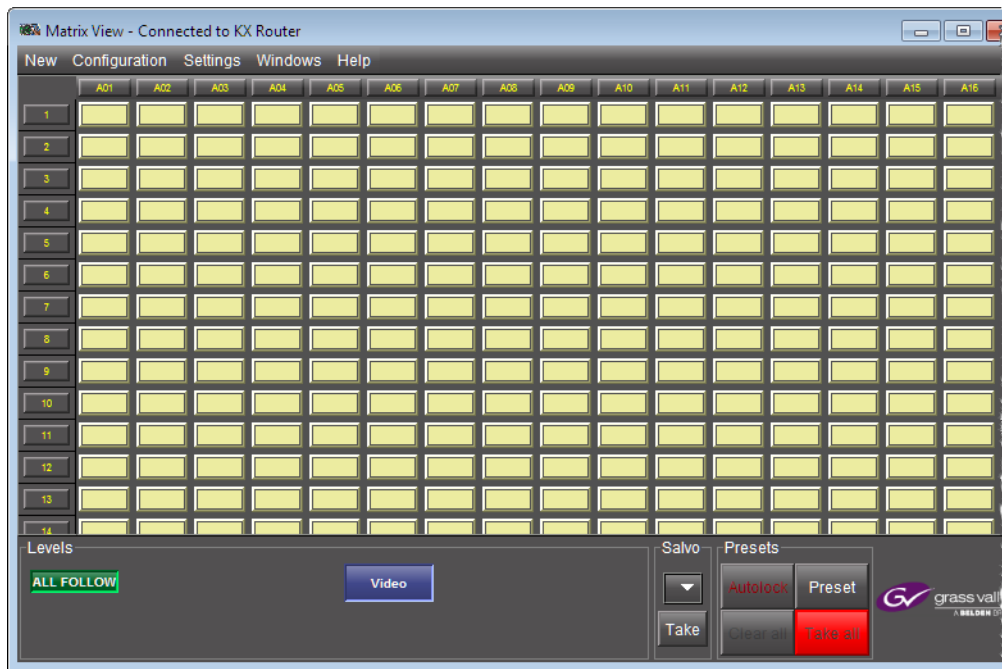 Matrix View - Connected to KX Router
New Configuration Settings Windows Help
A01 A02 A03 A04 A05 A06 A07 A08 A09 A10 A11 A12 A13 A14 A15 A16
1
2
3
4
5
6
7
8
9
10
11
12
13
14
Levels
ALL FOLLOW
Video
Salvo
Take
Presets
Autolock Preset
Clear all Take all
grass vall
A BELDEN